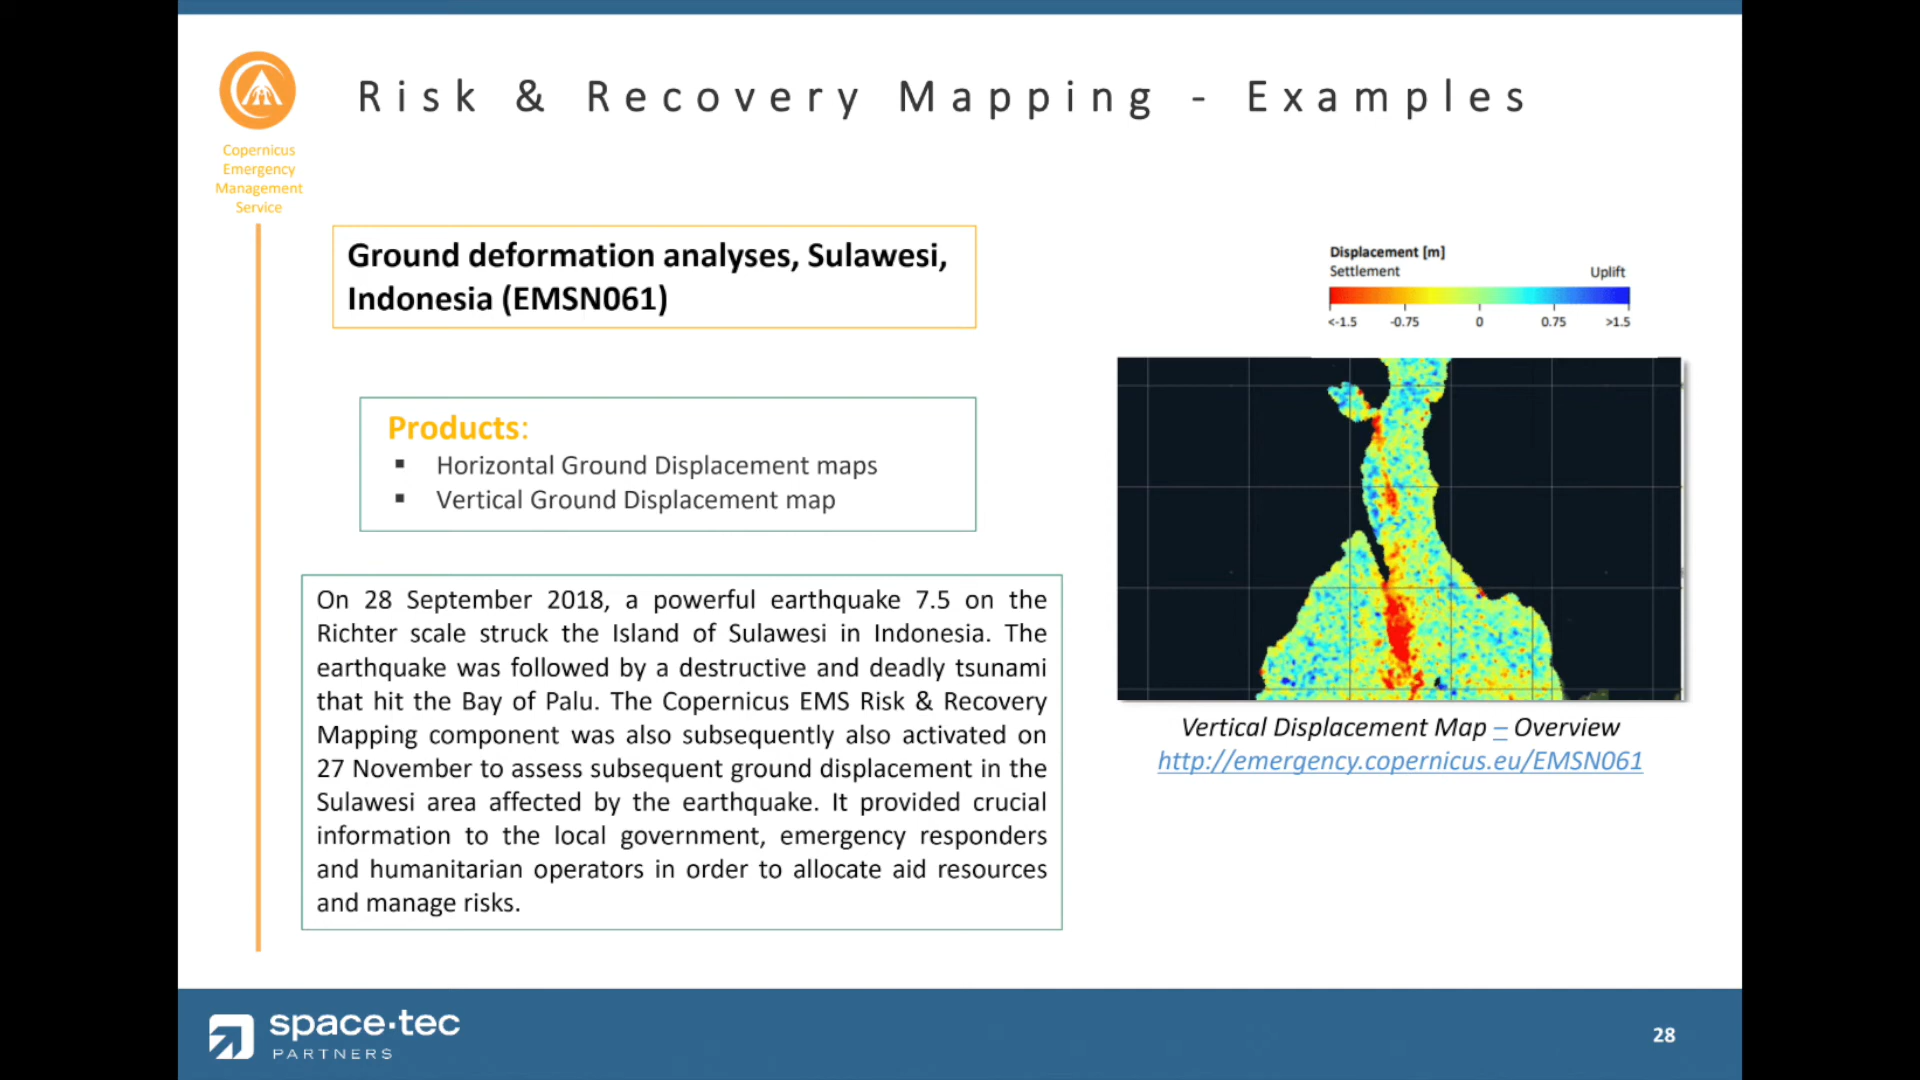 Risk & Recovery Mapping - Examples
Copernicus
Emergency
Management
Service
Ground deformation analyses, Sulawesi,
Indonesia (EMSN061)
Products:
▪ Horizontal Ground Displacement maps
▪ Vertical Ground Displacement map
On 28 September 2018, a powerful earthquake 7.5 on the
Richter scale struck the Island of Sulawesi in Indonesia. The
earthquake was followed by a destructive and deadly tsunami
that hit the Bay of Palu. The Copernicus EMS Risk & Recovery
Mapping component was also subsequently also activated on
27 November to assess subsequent ground displacement in the
Sulawesi area affected by the earthquake. It provided crucial
information to the local government, emergency responders
and humanitarian operators in order to allocate aid resources
and manage risks.
Displacement [m]
Settlement Uplift
<-1.5 -0.75 0 0.75 >1.5
Vertical Displacement Map – Overview
http://emergency.copernicus.eu/EMSN061
space·tec
PARTNERS
28